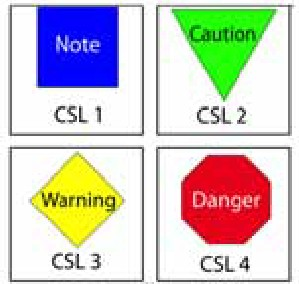 Note
CSL 1
Caution
CSL 2
Warning
CSL 3
Danger
CSL 4